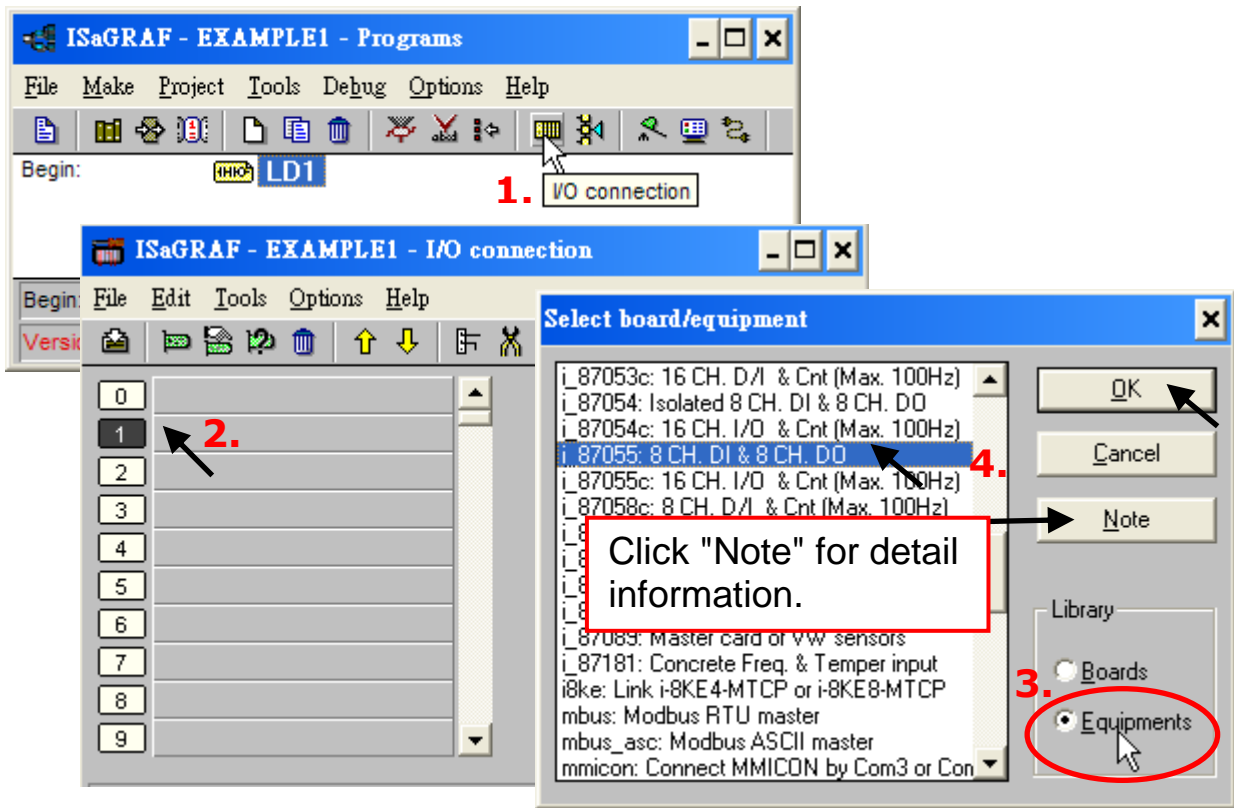 ISaGRAF - EXAMPLE1 - Programs
File Make Project Tools Debug Options Help
Begin: LD1
1. I/O connection
ISaGRAF - EXAMPLE1 - I/O connection
Begin:
File Edit Tools Options Help
0
1 2.
2
3
4
5
6
7
8
9
Select board/equipment
i_87053c: 16 CH. D/I & Cnt (Max. 100Hz)
i_87054: Isolated 8 CH. DI & 8 CH. DO
i_87054c: 16 CH. I/O & Cnt (Max. 100Hz)
i_87055: 8 CH. DI & 8 CH. DO
4.
i_87055c: 16 CH. I/O & Cnt (Max. 100Hz)
i_87058c: 8 CH. D/I & Cnt (Max. 100Hz)
Click "Note" for detail
information.
i_87089: Master card of VW sensors
i_87181: Concrete Freq. & Temper input
i8ke: Link i-8KE4-MTCP or i-8KE8-MTCP
mbus: Modbus RTU master
mbus_asc: Modbus ASCII master
mmicon: Connect MMICON by Com3 or Con
OK
Cancel
Note
Library
Boards
3.
Equipments